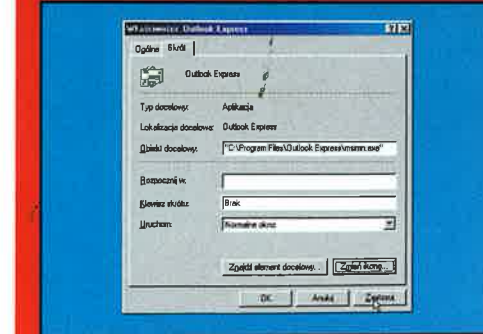 Właściwości: Outlook Express
Ogólne Skrót
Outlook Express
Typ docelowy: Aplikacja
Lokalizacja docelowa: Outlook Express
Obiekt docelowy: "C:\Program Files\Outlook Express\msimn.exe"
Rozpocznij w:
Klawisz skrótu: Brak
Uruchom: Normalne okno
Znajdź element docelowy... Zmień ikonę...
OK Anuluj Zastosuj